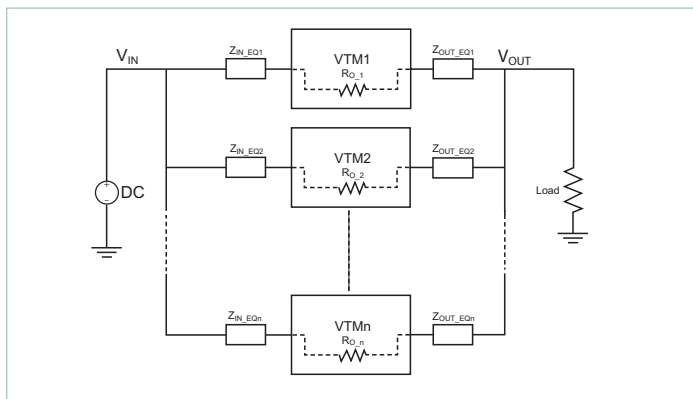 Z_IN_EQ1
VTM1
R_O_1
Z_OUT_EQ1
V_IN
V_OUT
Z_IN_EQ2
VTM2
R_O_2
Z_OUT_EQ2
+
DC
–
Load
Z_IN_EQn
VTMn
R_O_n
Z_OUT_EQn